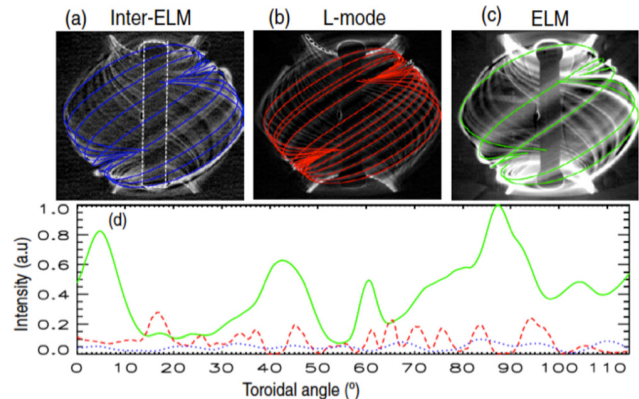 (a) Inter-ELM
(b) L-mode
(c) ELM
(d)
1.0
0.8
0.6
0.4
0.2
0.0
Intensity (a.u)
0 10 20 30 40 50 60 70 80 90 100 110
Toroidal angle (º)